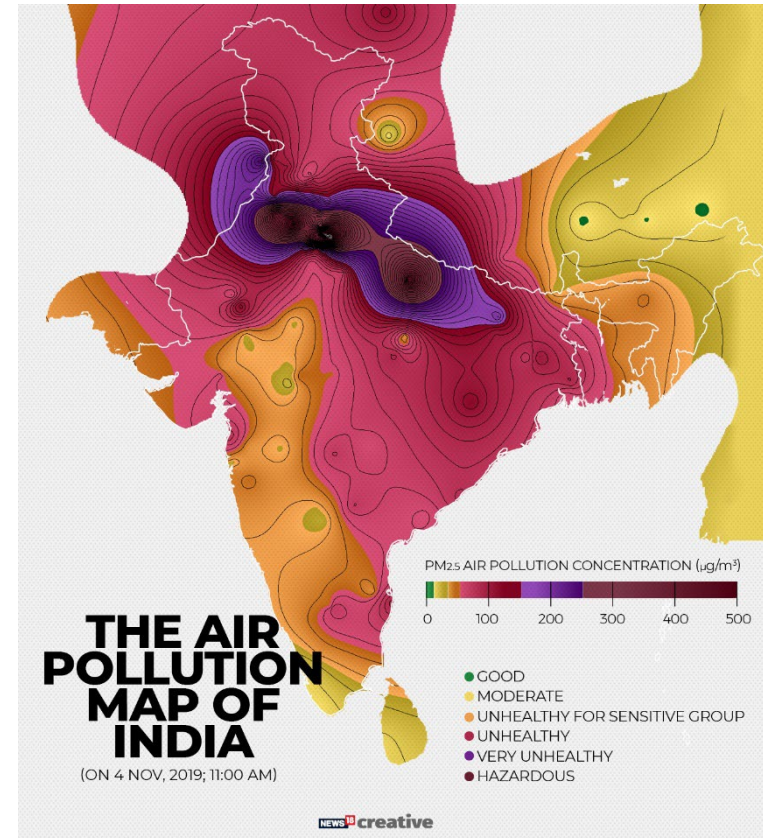 PM2.5 AIR POLLUTION CONCENTRATION (µg/m³)
0 100 200 300 400 500
THE AIR
POLLUTION
MAP OF
INDIA
(ON 4 NOV, 2019; 11:00 AM)
GOOD
MODERATE
UNHEALTHY FOR SENSITIVE GROUP
UNHEALTHY
VERY UNHEALTHY
HAZARDOUS
NEWS18 creative